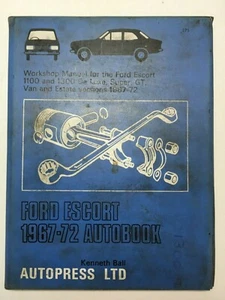 Workshop Manual for the Ford Escort
1100 and 1300 De Luxe, Super, GT,
Van and Estate versions 1967-72
FORD ESCORT
1967-72 AUTOBOOK
Kenneth Ball
AUTOPRESS LTD